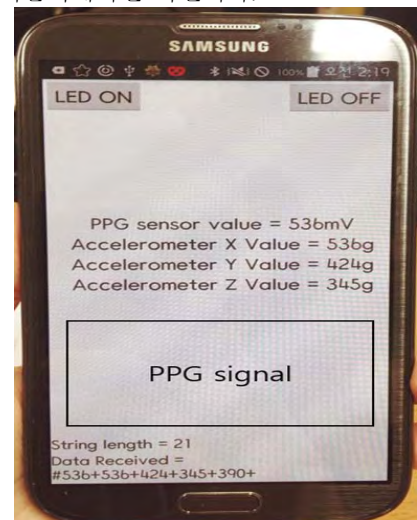 SAMSUNG
100% 오전 2:19
LED ON LED OFF
PPG sensor value = 536mV
Accelerometer X Value = 536g
Accelerometer Y Value = 424g
Accelerometer Z Value = 345g
PPG signal
String length = 21
Data Received =
#536+536+424+345+390+